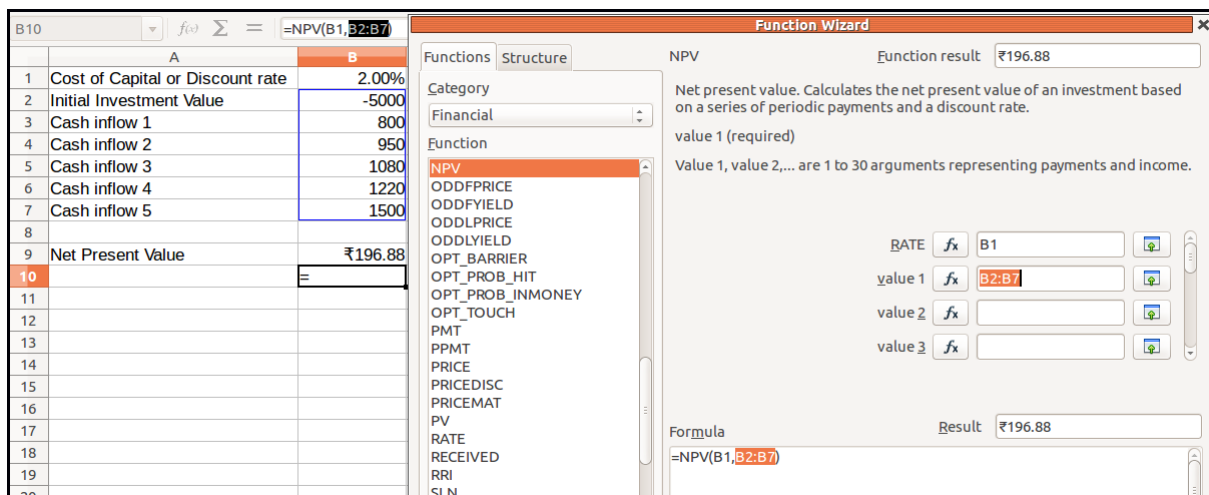 Function Wizard
B10 f(x) Σ = =NPV(B1,B2:B7)
A B
1 Cost of Capital or Discount rate 2.00%
2 Initial Investment Value -5000
3 Cash inflow 1 800
4 Cash inflow 2 950
5 Cash inflow 3 1080
6 Cash inflow 4 1220
7 Cash inflow 5 1500
8
9 Net Present Value ₹196.88
10 =
11
12
13
14
15
16
17
18
19
20
Functions Structure
Category
Financial
Function
NPV
ODDFPRICE
ODDFYIELD
ODDLPRICE
ODDLYIELD
OPT_BARRIER
OPT_PROB_HIT
OPT_PROB_INMONEY
OPT_TOUCH
PMT
PPMT
PRICE
PRICEDISC
PRICEMAT
PV
RATE
RECEIVED
RRI
SLN
NPV Function result ₹196.88
Net present value. Calculates the net present value of an investment based
on a series of periodic payments and a discount rate.
value 1 (required)
Value 1, value 2,... are 1 to 30 arguments representing payments and income.
RATE fx B1
value 1 fx B2:B7
value 2 fx
value 3 fx
Formula Result ₹196.88
=NPV(B1,B2:B7)